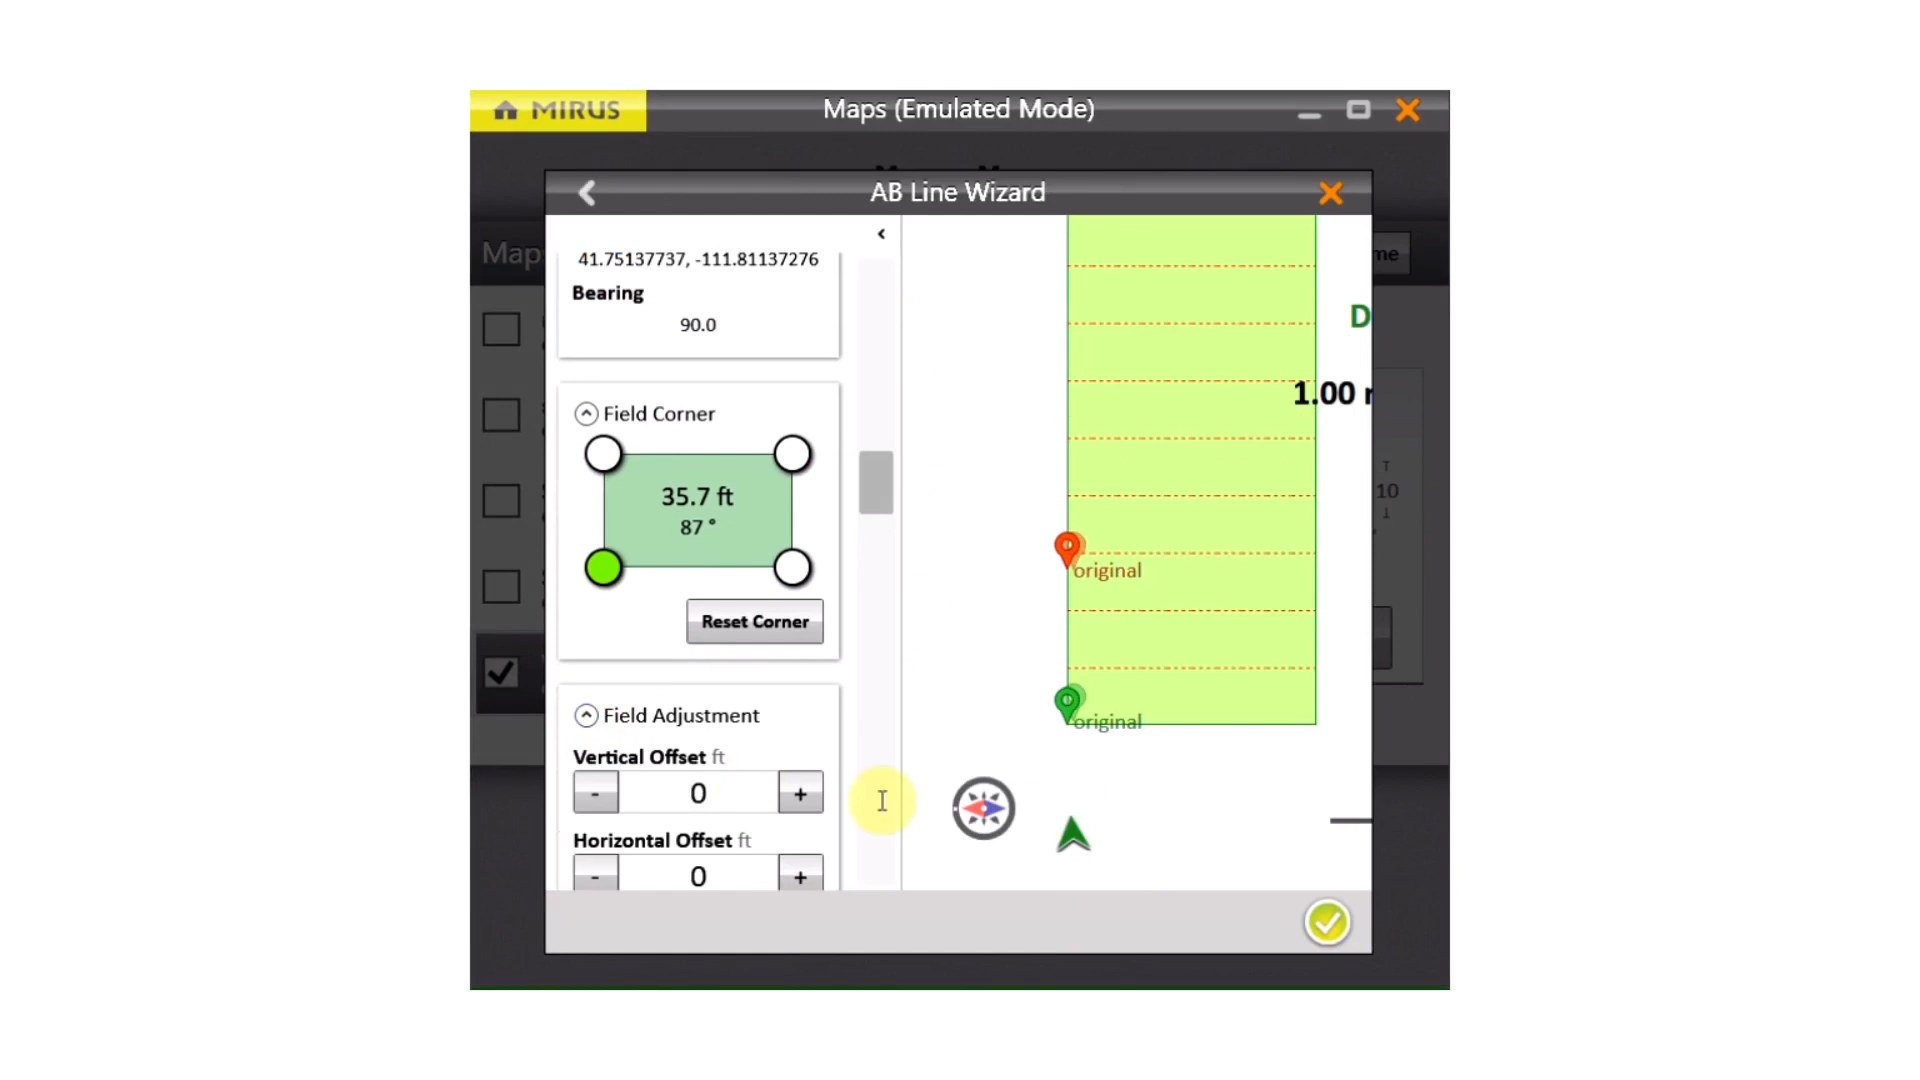 MIRUS
Maps (Emulated Mode)
AB Line Wizard
Maps
me
41.75137737, -111.81137276
Bearing
90.0
Field Corner
35.7 ft
87 °
Reset Corner
Field Adjustment
Vertical Offset ft
- 0 +
Horizontal Offset ft
- 0 +
D
1.00
original
original
10